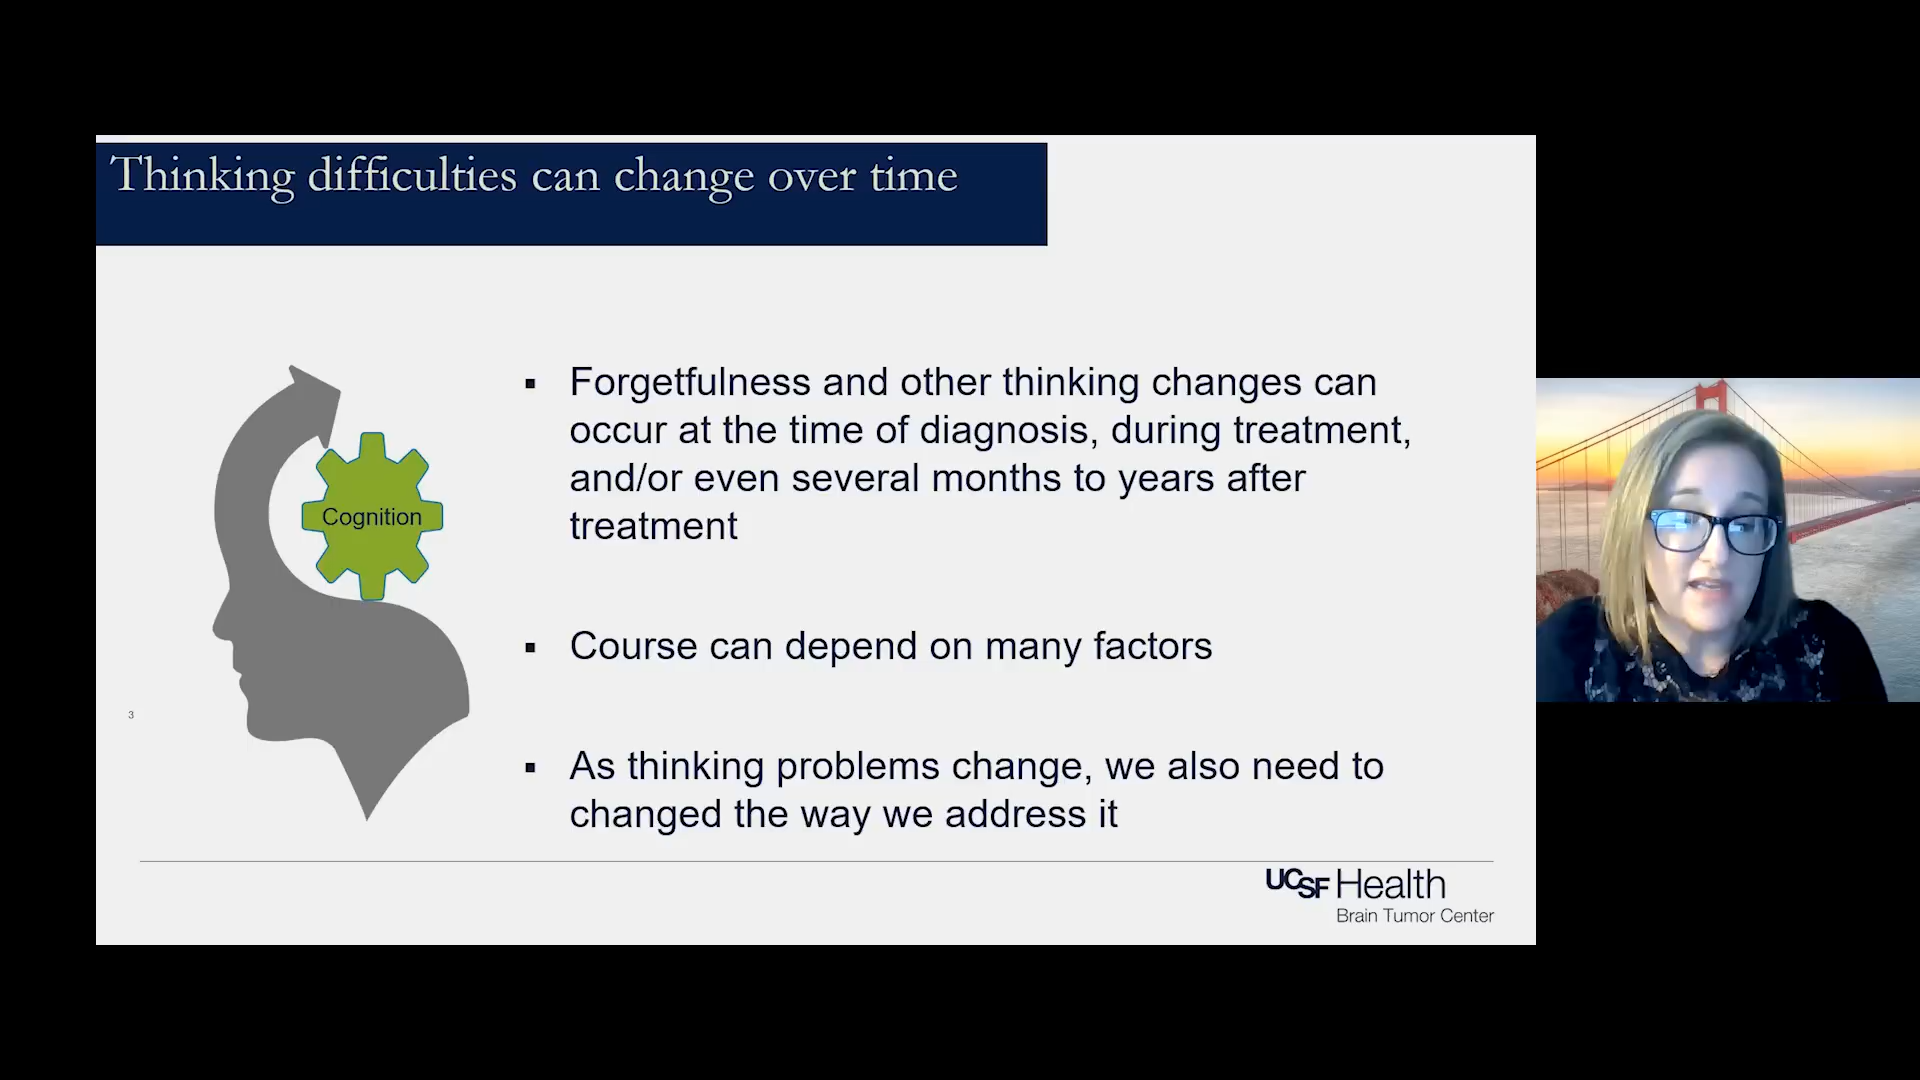 Thinking difficulties can change over time
Cognition
▪ Forgetfulness and other thinking changes can
occur at the time of diagnosis, during treatment,
and/or even several months to years after
treatment
▪ Course can depend on many factors
3
▪ As thinking problems change, we also need to
changed the way we address it
UCSF Health
Brain Tumor Center